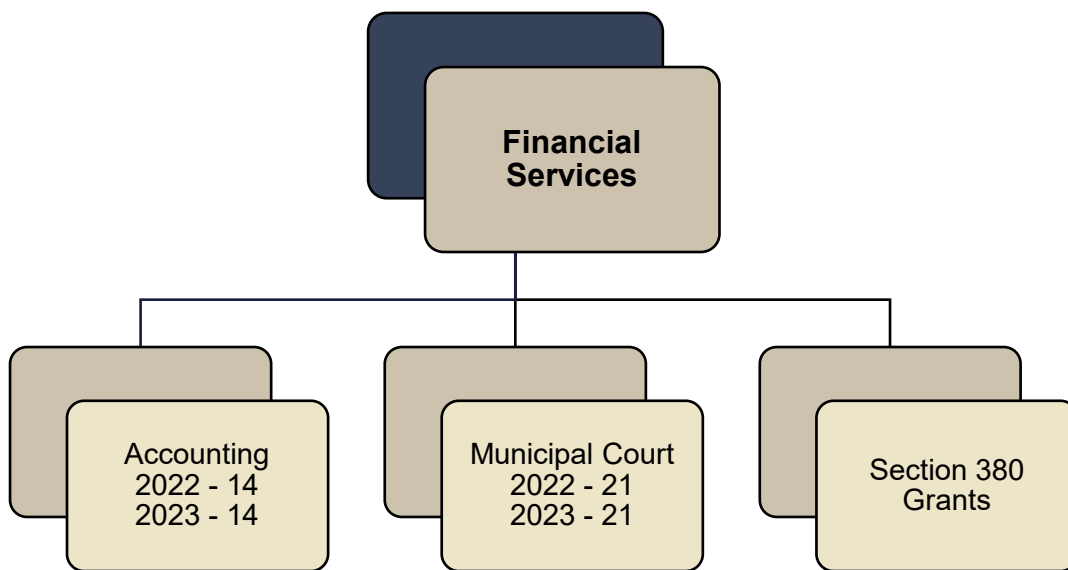 Financial
Services
Accounting
2022 - 14
2023 - 14
Municipal Court
2022 - 21
2023 - 21
Section 380
Grants